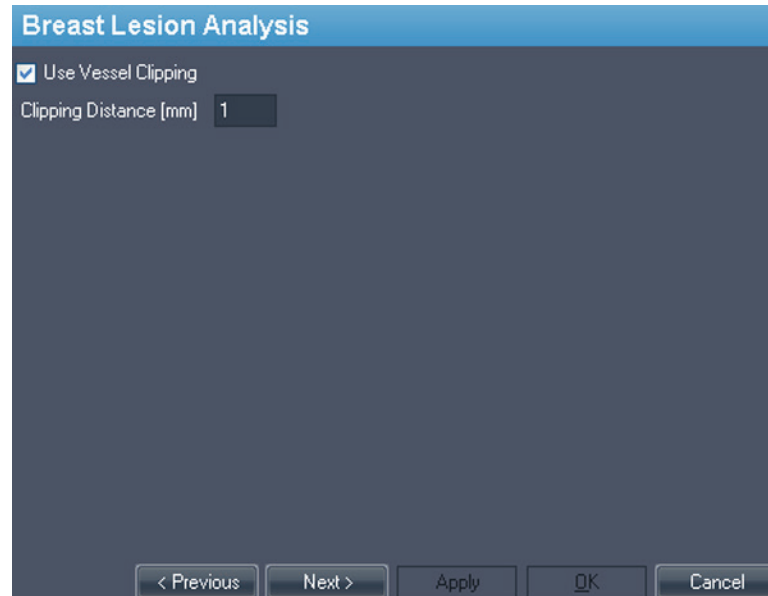 Breast Lesion Analysis
Use Vessel Clipping
Clipping Distance [mm] 1
< Previous Next > Apply OK Cancel